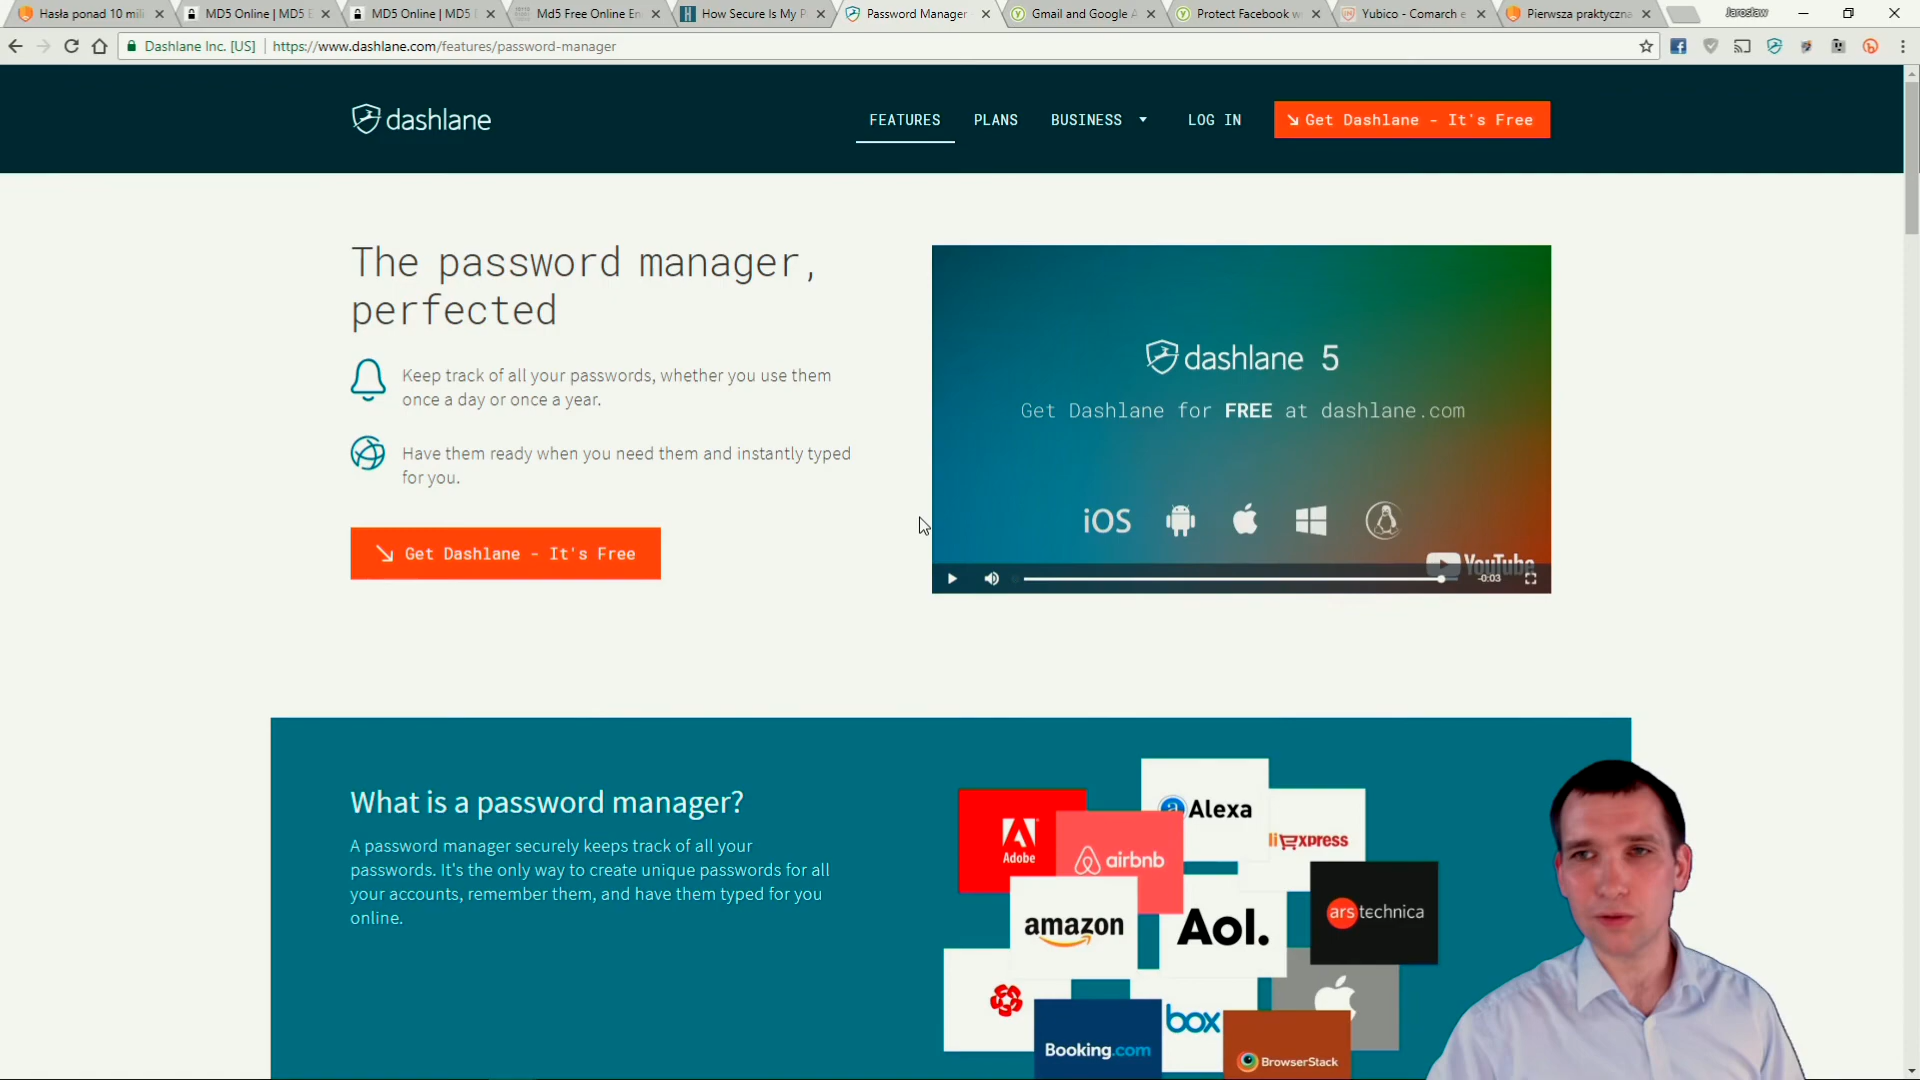 Hasła ponad 10 mili
MD5 Online | MD5 E
MD5 Online | MD5
Md5 Free Online En
How Secure Is My P
Password Manager
Gmail and Google A
Protect Facebook w
Yubico - Comarch e
Pierwsza praktyczna
Jarosław
Dashlane Inc. [US]
https://www.dashlane.com/features/password-manager
dashlane
FEATURES
PLANS
BUSINESS
LOG IN
Get Dashlane - It's Free
The password manager,
perfected
Keep track of all your passwords, whether you use them
once a day or once a year.
Have them ready when you need them and instantly typed
for you.
Get Dashlane - It's Free
dashlane 5
Get Dashlane for FREE at dashlane.com
iOS
YouTube
-0:03
What is a password manager?
A password manager securely keeps track of all your
passwords. It's the only way to create unique passwords for all
your accounts, remember them, and have them typed for you
online.
Adobe
airbnb
Alexa
iExpress
amazon
Aol.
ars technica
Booking.com
box
BrowserStack